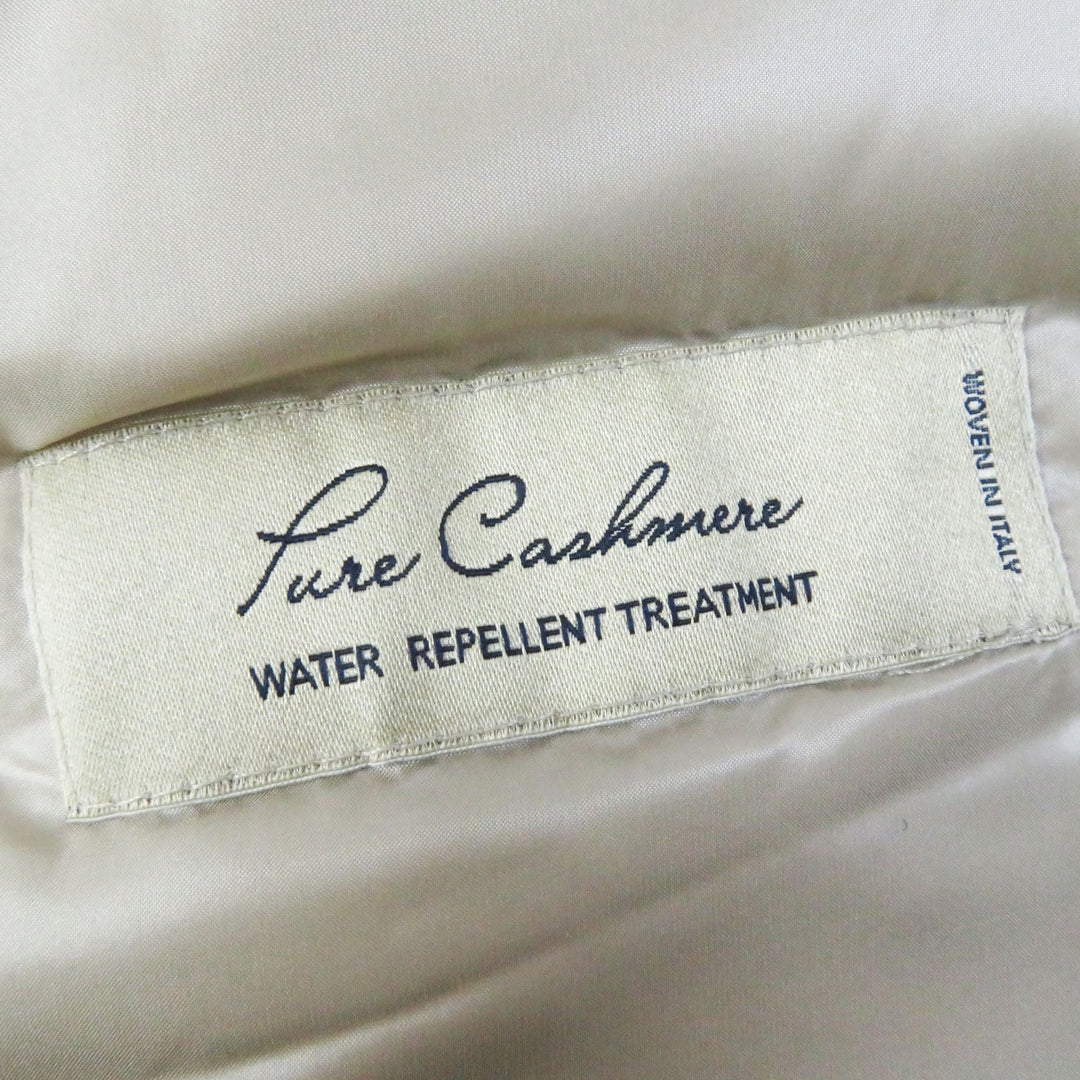 Pure Cashmere
WATER REPELLENT TREATMENT
WOVEN IN ITALY